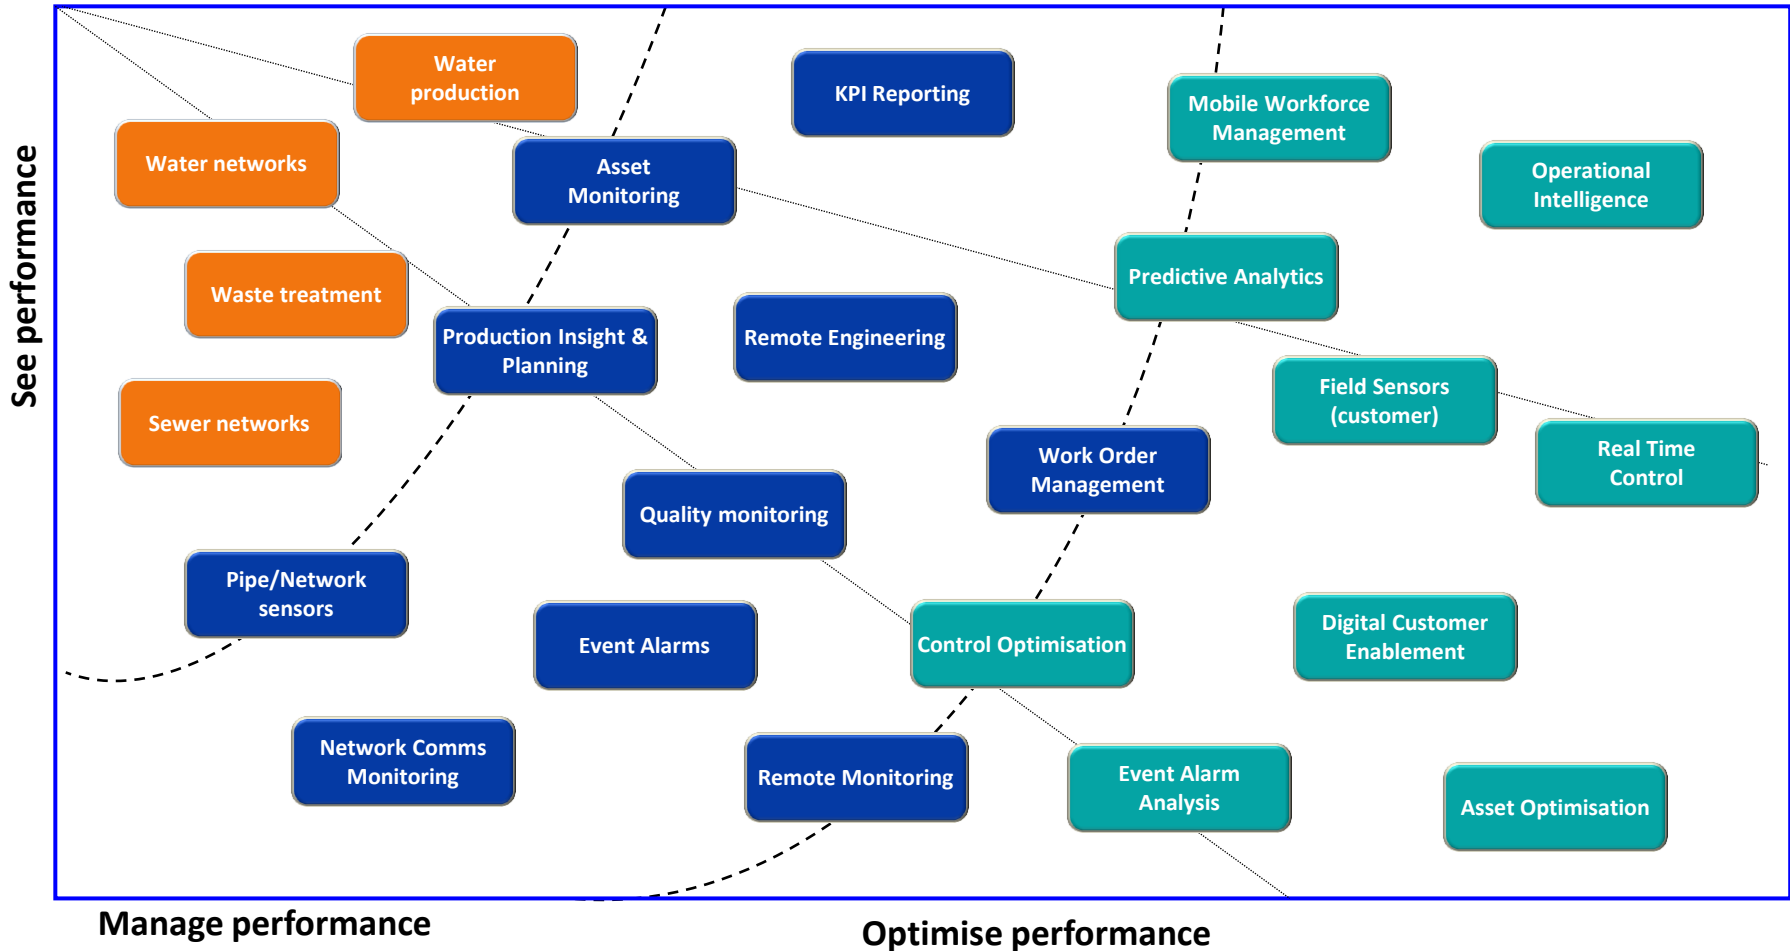 Water
production
KPI Reporting
Mobile Workforce
Management
Water networks
Asset
Monitoring
Operational
Intelligence
See performance
Waste treatment
Predictive Analytics
Production Insight &
Planning
Remote Engineering
Sewer networks
Field Sensors
(customer)
Work Order
Management
Real Time
Control
Quality monitoring
Pipe/Network
sensors
Event Alarms
Control Optimisation
Digital Customer
Enablement
Network Comms
Monitoring
Remote Monitoring
Event Alarm
Analysis
Asset Optimisation
Manage performance
Optimise performance